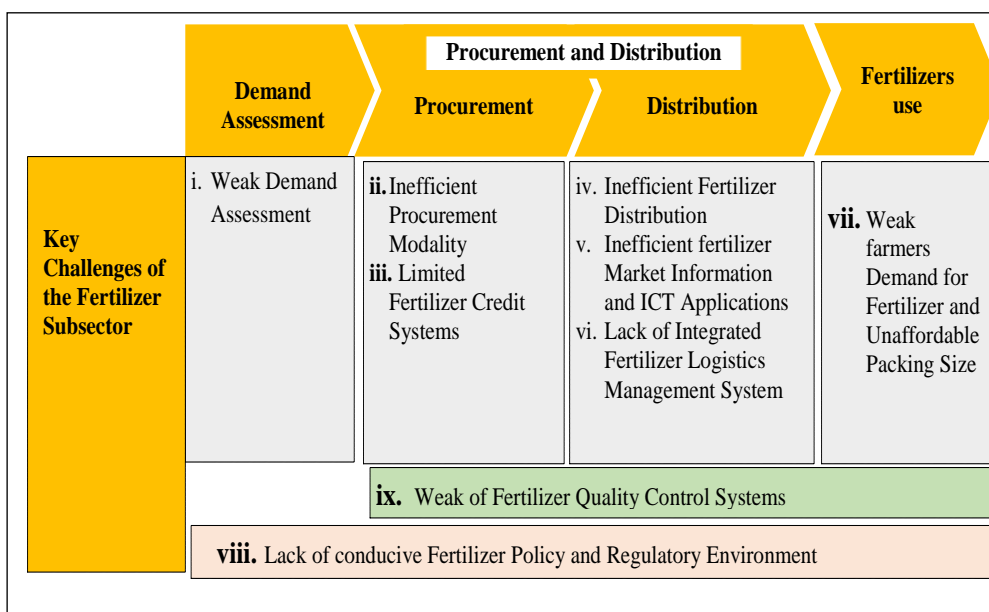 Procurement and Distribution
Demand
Assessment
Procurement
Distribution
Fertilizers
use
Key
Challenges of
the Fertilizer
Subsector
i. Weak Demand
Assessment
ii. Inefficient
Procurement
Modality
iii. Limited
Fertilizer Credit
Systems
iv. Inefficient Fertilizer
Distribution
v. Inefficient fertilizer
Market Information
and ICT Applications
vi. Lack of Integrated
Fertilizer Logistics
Management System
vii. Weak
farmers
Demand for
Fertilizer and
Unaffordable
Packing Size
ix. Weak of Fertilizer Quality Control Systems
viii. Lack of conducive Fertilizer Policy and Regulatory Environment